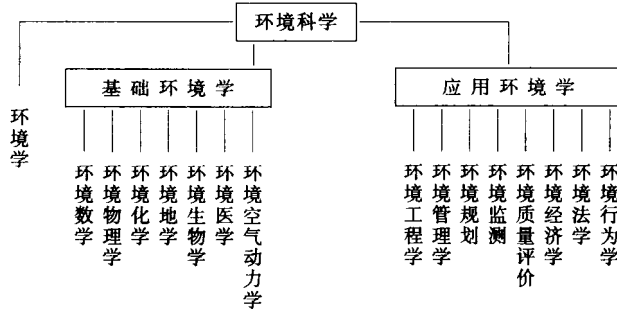 环境科学
环境学
基础环境学
应用环境学
环境数学
环境物理学
环境化学
环境地学
环境生物学
环境医学
环境空气动力学
环境工程学
环境管理学
环境规划
环境监测
环境质量评价
环境经济学
环境法学
环境行为学